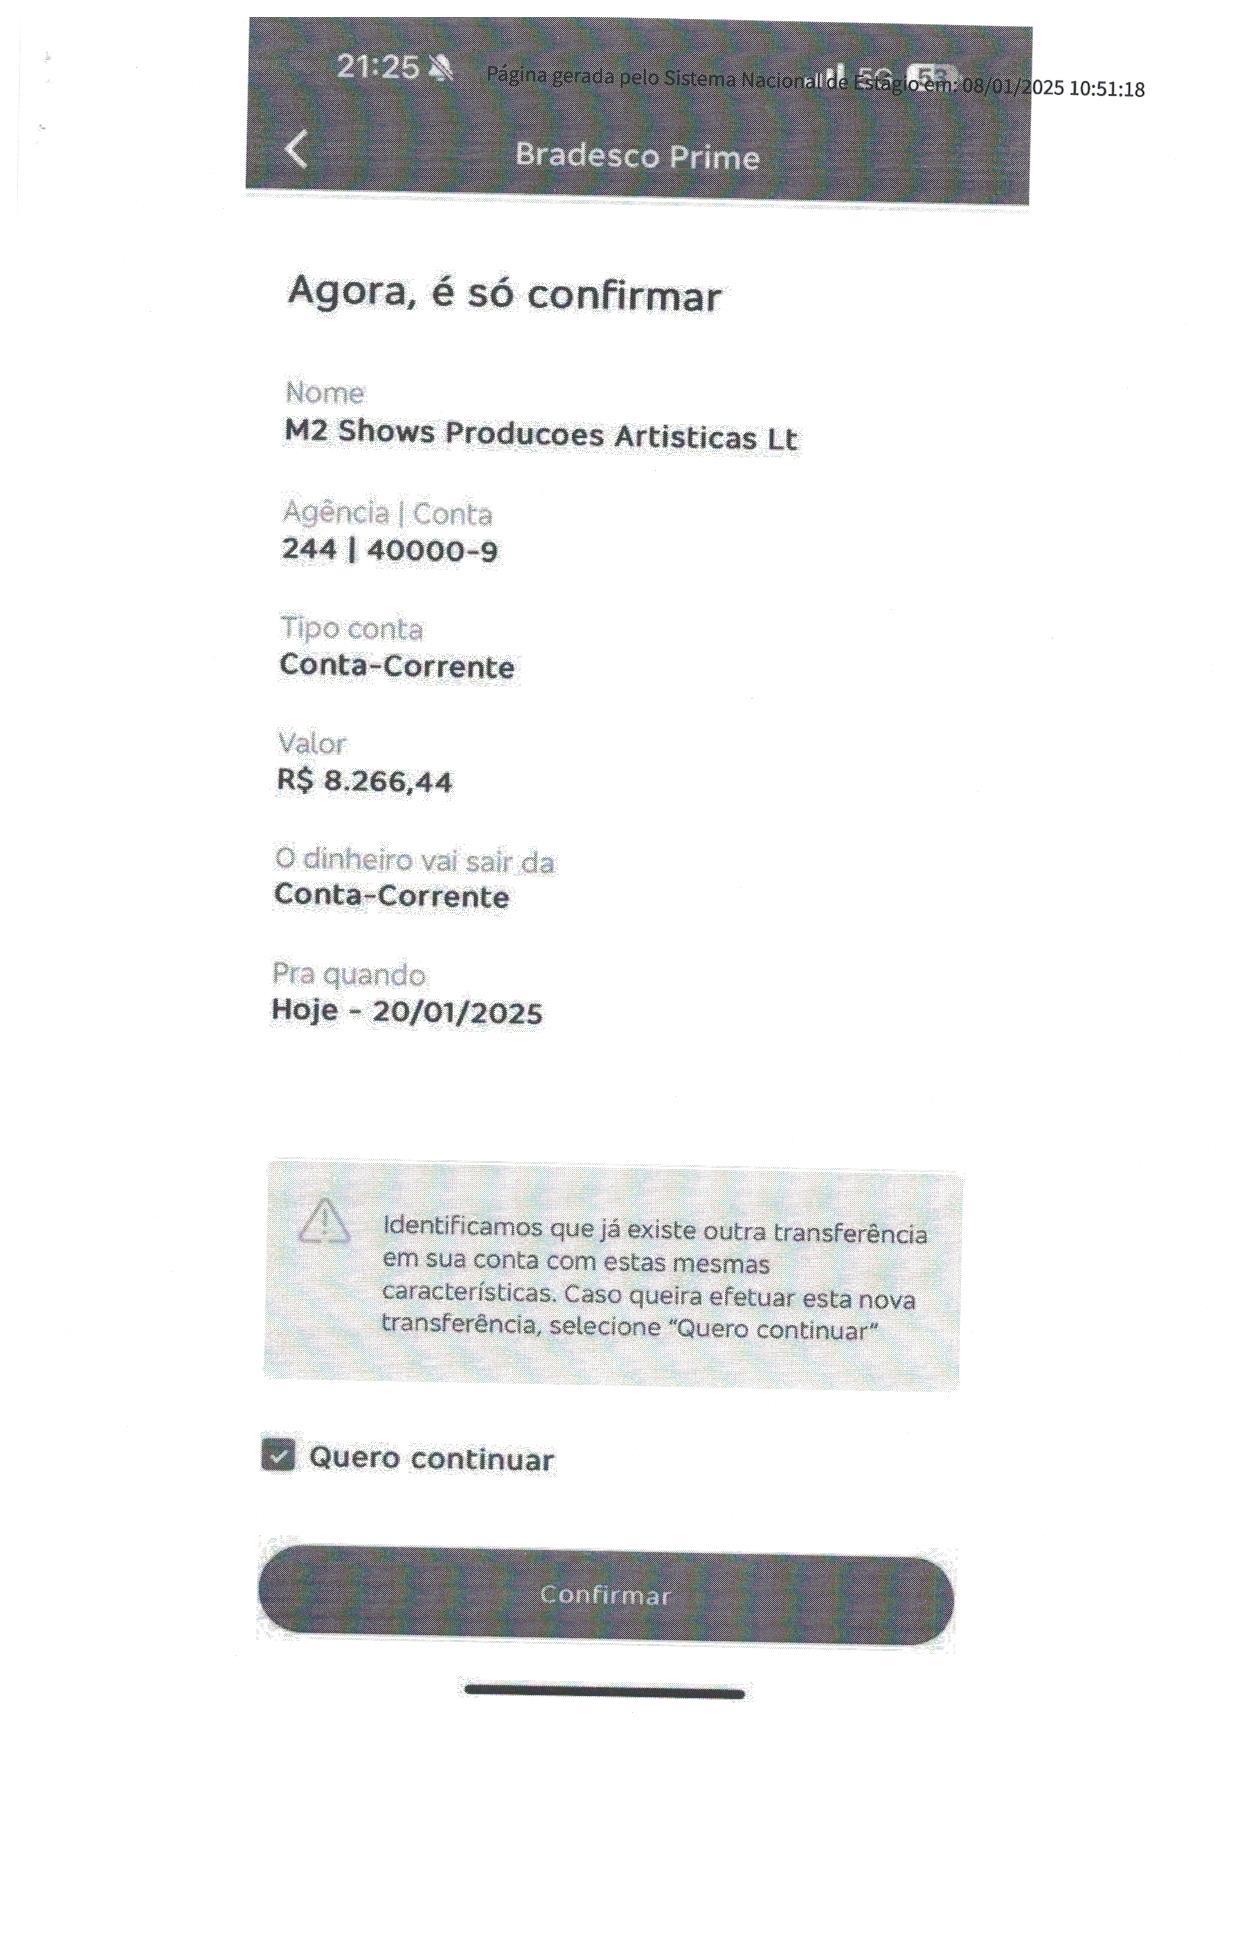 21:25
Página gerada pelo Sistema Nacional de Estágio em: 08/01/2025 10:51:18
5G 53
Bradesco Prime
Agora, é só confirmar
Nome
M2 Shows Producoes Artisticas Lt
Agência | Conta
244 | 40000-9
Tipo conta
Conta-Corrente
Valor
R$ 8.266,44
O dinheiro vai sair da
Conta-Corrente
Pra quando
Hoje - 20/01/2025
Identificamos que já existe outra transferência
em sua conta com estas mesmas
características. Caso queira efetuar esta nova
transferência, selecione “Quero continuar”
Quero continuar
Confirmar